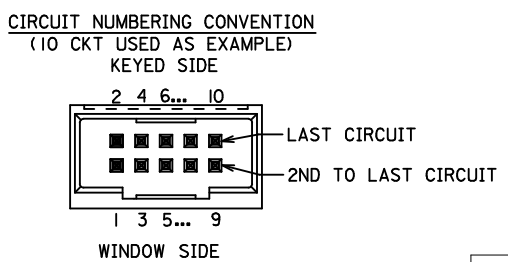 CIRCUIT NUMBERING CONVENTION
(10 CKT USED AS EXAMPLE)
KEYED SIDE
2 4 6... 10
LAST CIRCUIT
2ND TO LAST CIRCUIT
1 3 5... 9
WINDOW SIDE